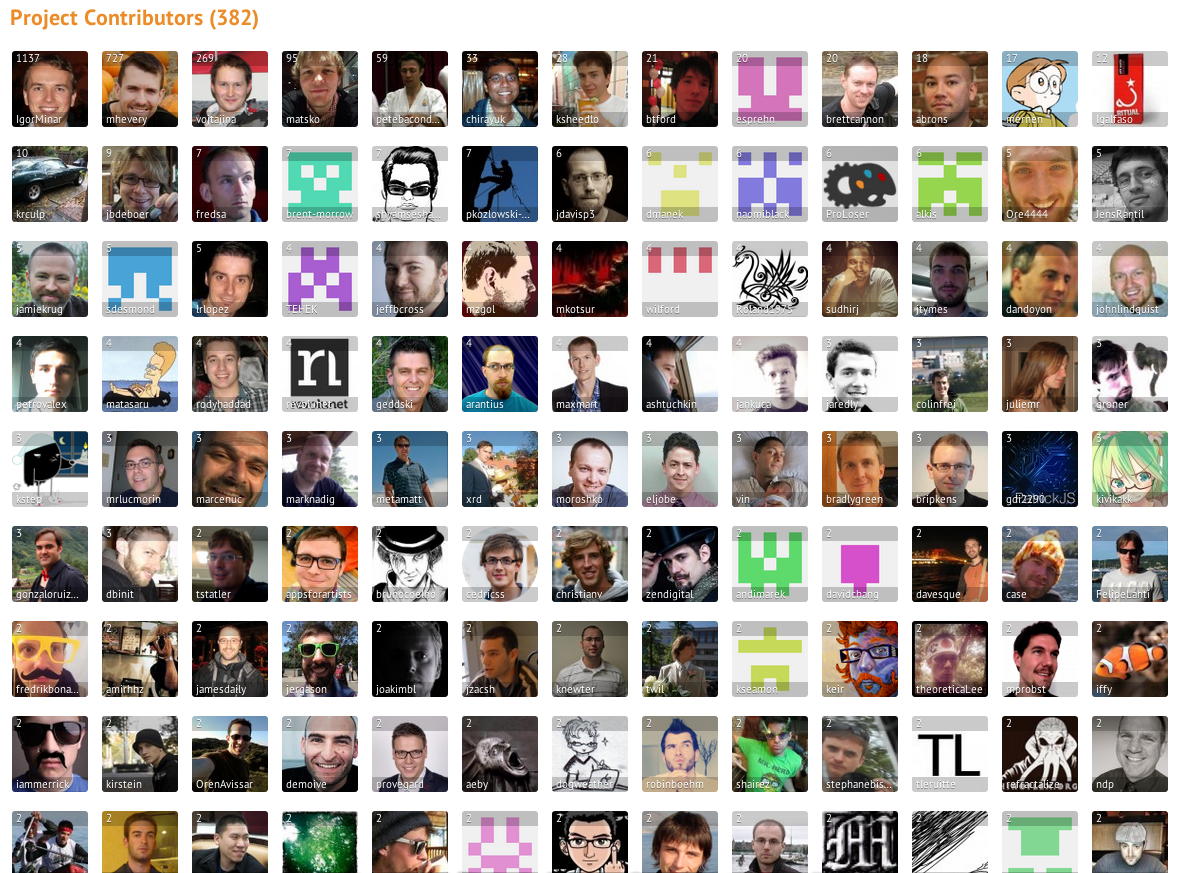 Project Contributors (382)
1137 727 269 95 59 33 28 21 20 20 18 17 12
IgorMinar mhevery vojtajina matsko petebacond... chirayuk ksheedlo btford esprehn brettcannon abrons mernen lgalfaso
10 9 7 7 7 7 6 6 6 6 6 5 5
krculp jbdeboer fredsa brent-morrow shyamsesha... pkozlowski-... jdavisp3 dmanek naomiblack ProLoser alkis Ore4444 JensRantil
5 5 5 4 4 4 4 4 4 4 4 4 4
jamiekrug sdesmond lrlopez TEHEK jeffbcross mzgol mkotsur wilford sudhirj jtymes dandoyon johnlindquist
4 4 4 4 4 4 4 4 4 3 3 3 3
petrovalex matasaru rodyhaddad geddski arantius maxmart ashtuchkin jankuca jaredly colinfrei juliemr groner
3 3 3 3 3 3 3 3 3 3 3 3 3
kstep mrlucmorin marcenuc marknadig metamatt xrd moroshko eljobe vin bradlygreen bripkens gdi2290 kivikakk
3 3 2 2 2 2 2 2 2 2 2 2 2
gonzaloruiz... dbinit tstatler appsforartists brunocoelho cedricss christianv zendigital andimarek davidchang davesque case FelipeLahti
2 2 2 2 2 2 2 2 2 2 2 2 2
fredrikbona... amirhhz jamesdaily jergason joakimbl jzacsh knewter twil kseamon keir theoreticaLee mprobst iffy
2 2 2 2 2 2 2 2 2 2 2 2 2
TL
iammerrick kirstein OrenAvissar demoive provegard aeby dogweather robinboehm shairez stephanebis... tleruitte refractalize ndp
2 2 2 2 2 2 2 2 2 2 2 2 2